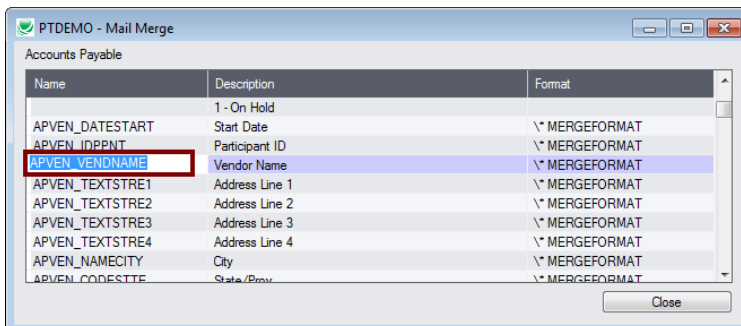 PTDEMO - Mail Merge
Accounts Payable
Name Description Format
1 - On Hold
APVEN_DATESTART Start Date \* MERGEFORMAT
APVEN_IDPPNT Participant ID \* MERGEFORMAT
APVEN_VENDNAME Vendor Name \* MERGEFORMAT
APVEN_TEXTSTRE1 Address Line 1 \* MERGEFORMAT
APVEN_TEXTSTRE2 Address Line 2 \* MERGEFORMAT
APVEN_TEXTSTRE3 Address Line 3 \* MERGEFORMAT
APVEN_TEXTSTRE4 Address Line 4 \* MERGEFORMAT
APVEN_NAMECITY City \* MERGEFORMAT
APVEN_CODESTTE State/Prov \* MERGEFORMAT
Close